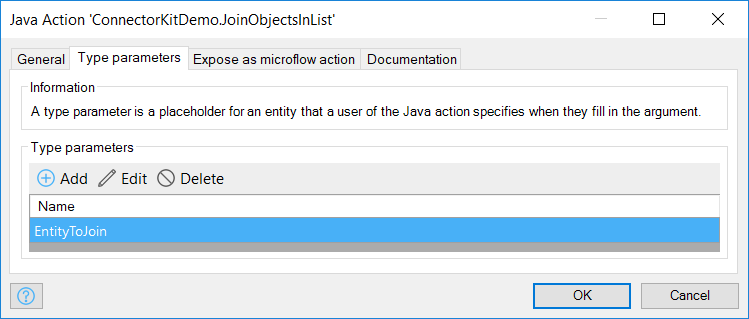 Java Action 'ConnectorKitDemo.JoinObjectsInList'
General Type parameters Expose as microflow action Documentation
Information
A type parameter is a placeholder for an entity that a user of the Java action specifies when they fill in the argument.
Type parameters
Add Edit Delete
Name
EntityToJoin
? OK Cancel